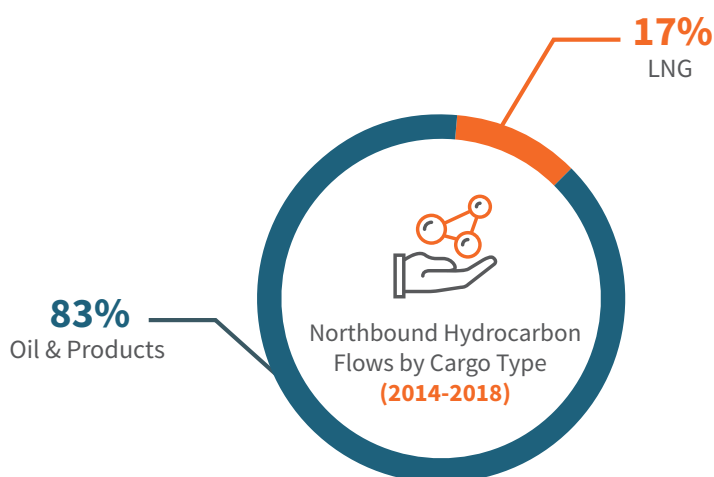 17%
LNG
83%
Oil & Products
Northbound Hydrocarbon
Flows by Cargo Type
(2014-2018)